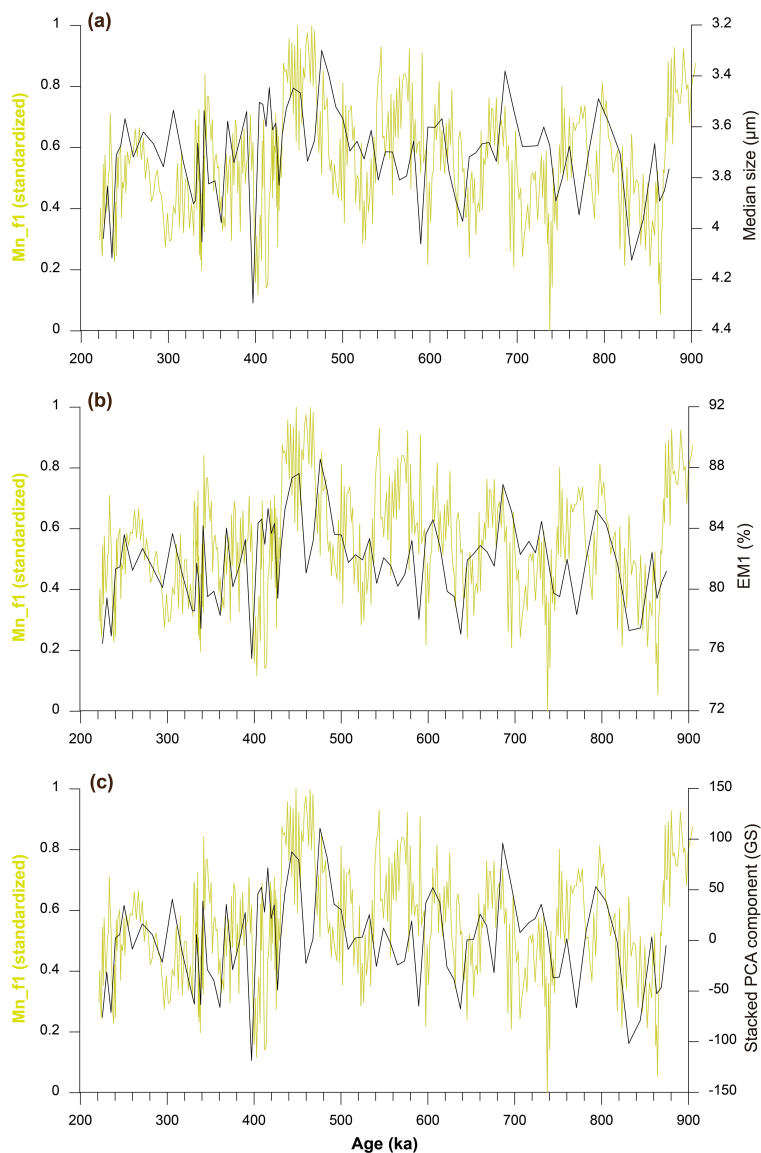 (a)
1
0.8
0.6
0.4
0.2
0
Mn_f1 (standardized)
3.2
3.4
3.6
3.8
4
4.2
4.4
Median size (µm)
200 300 400 500 600 700 800 900
(b)
1
0.8
0.6
0.4
0.2
0
Mn_f1 (standardized)
92
88
84
80
76
72
EM1 (%)
200 300 400 500 600 700 800 900
(c)
1
0.8
0.6
0.4
0.2
0
Mn_f1 (standardized)
150
100
50
0
-50
-100
-150
Stacked PCA component (GS)
200 300 400 500 600 700 800 900
Age (ka)